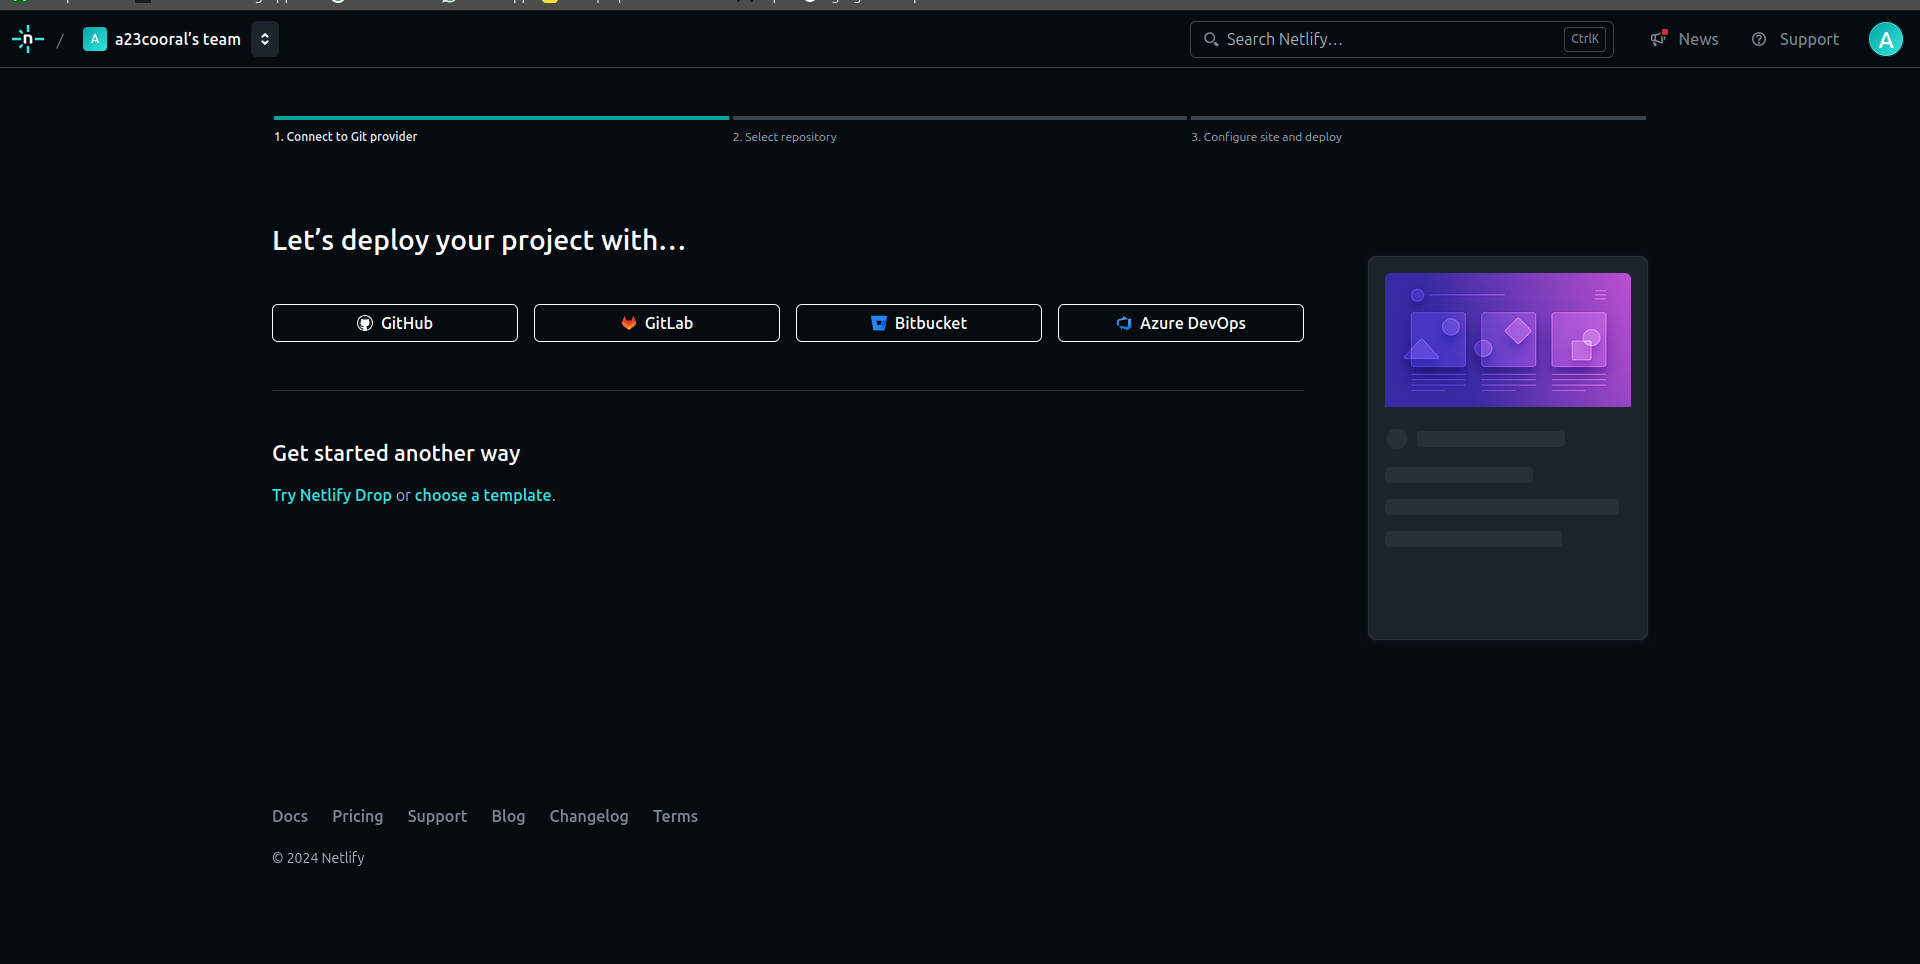 n / A a23cooral’s team
Search Netlify… CtrlK News Support A
1. Connect to Git provider 2. Select repository 3. Configure site and deploy
Let’s deploy your project with…
GitHub GitLab Bitbucket Azure DevOps
Get started another way
Try Netlify Drop or choose a template.
Docs Pricing Support Blog Changelog Terms
© 2024 Netlify